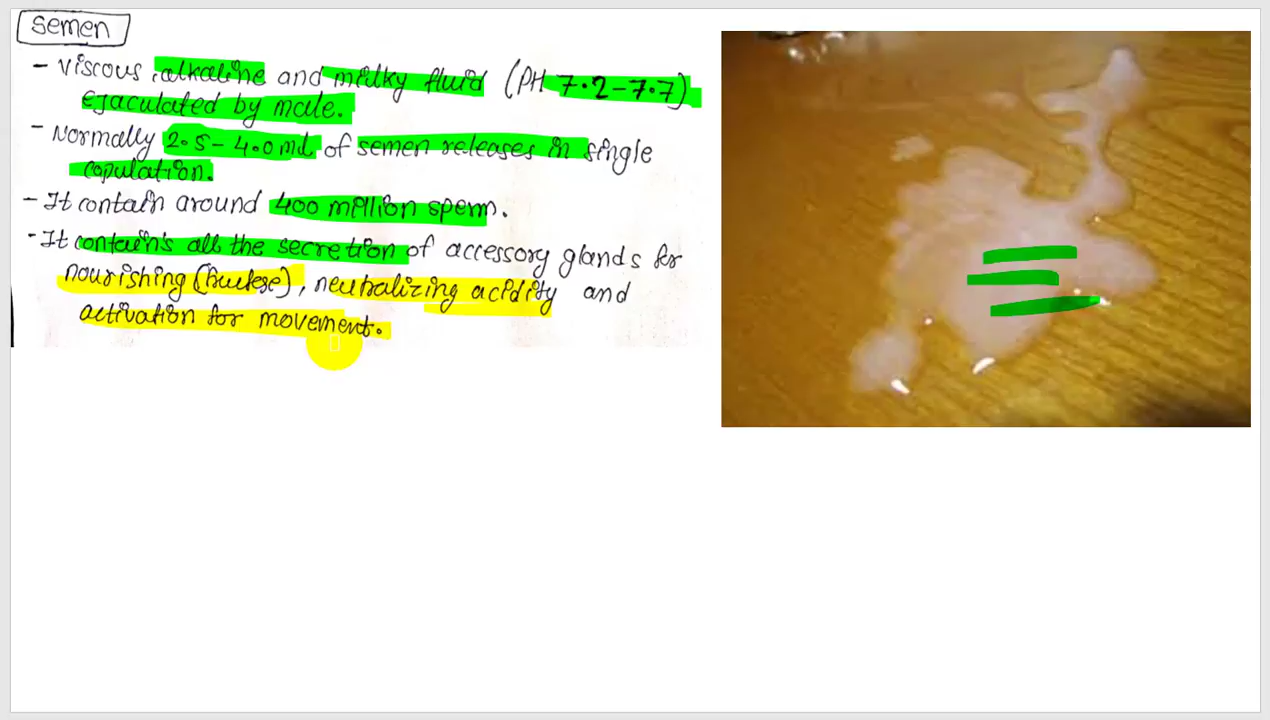 Semen
- Viscous, alkaline and milky fluid (PH 7.2-7.7)
Ejaculated by male.
- Normally 2.5-4.0 ml of semen releases in single
copulation.
- It contain around 400 million sperm.
- It contain's all the secretion of accessory glands for
nourishing (fructose), neutralizing acidity and
activation for movement.